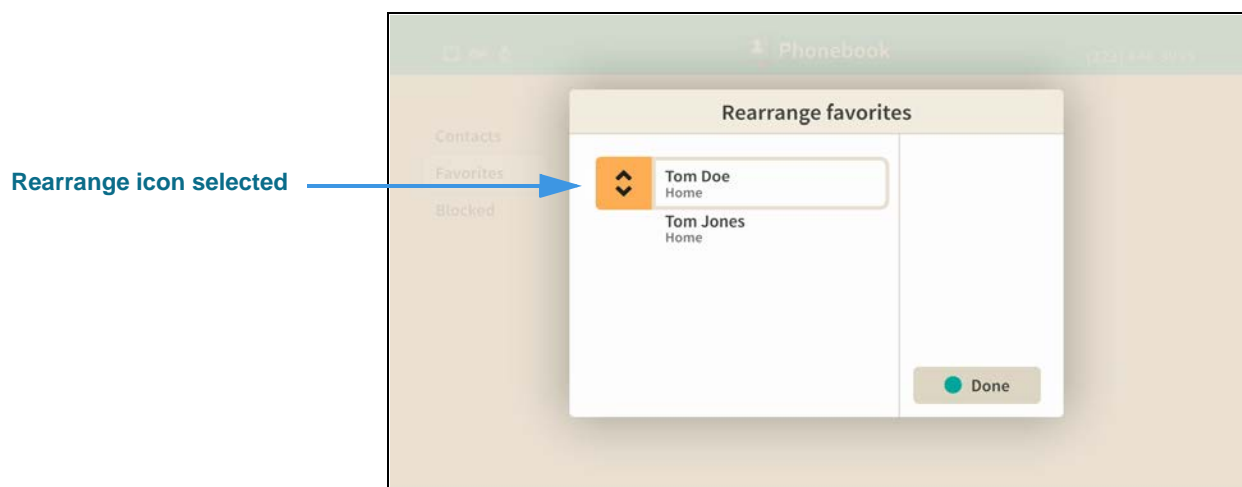 Phonebook
Rearrange favorites
Contacts
Rearrange icon selected
Favorites
Tom Doe
Home
Blocked
Tom Jones
Home
Done